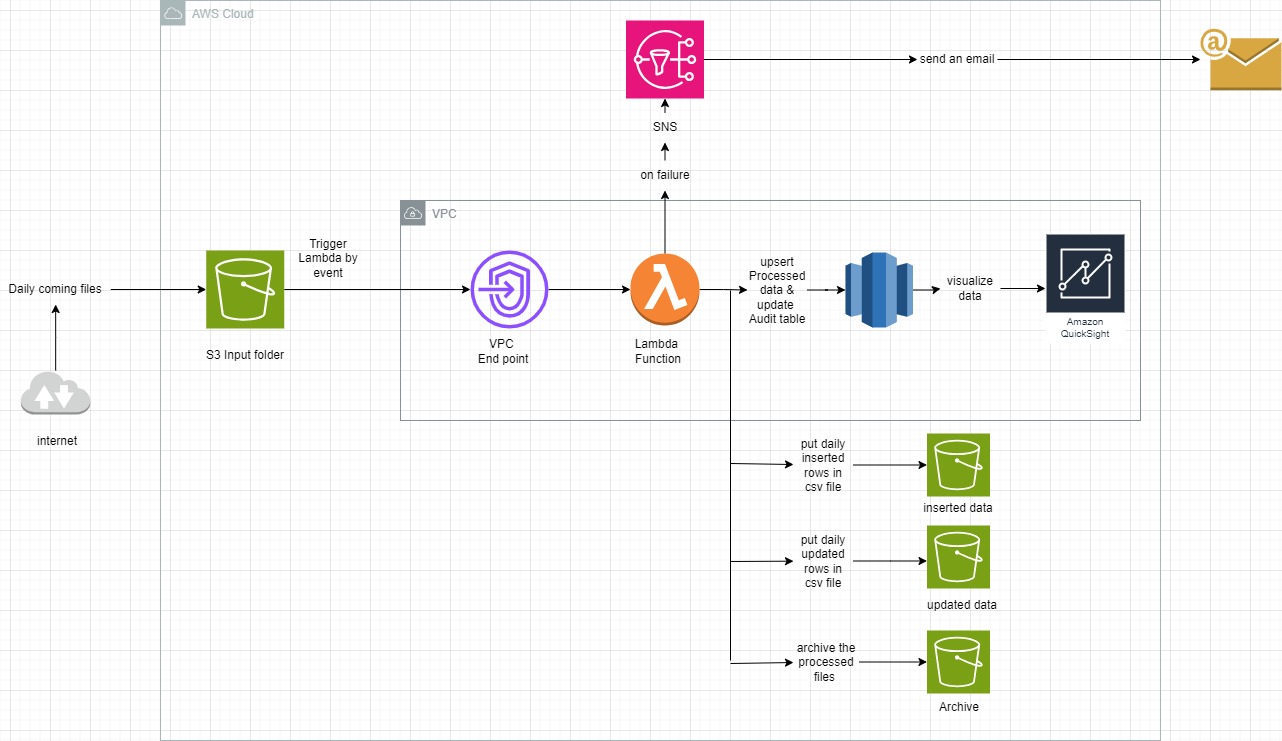 AWS Cloud
@
send an email
SNS
on failure
VPC
Trigger
Lambda by
event
Daily coming files
upsert
Processed
data &
update
Audit table
visualize
data
Amazon
QuickSight
S3 Input folder
VPC
End point
λ
Lambda
Function
internet
put daily
inserted
rows in
csv file
inserted data
put daily
updated
rows in
csv file
updated data
archive the
processed
files
Archive